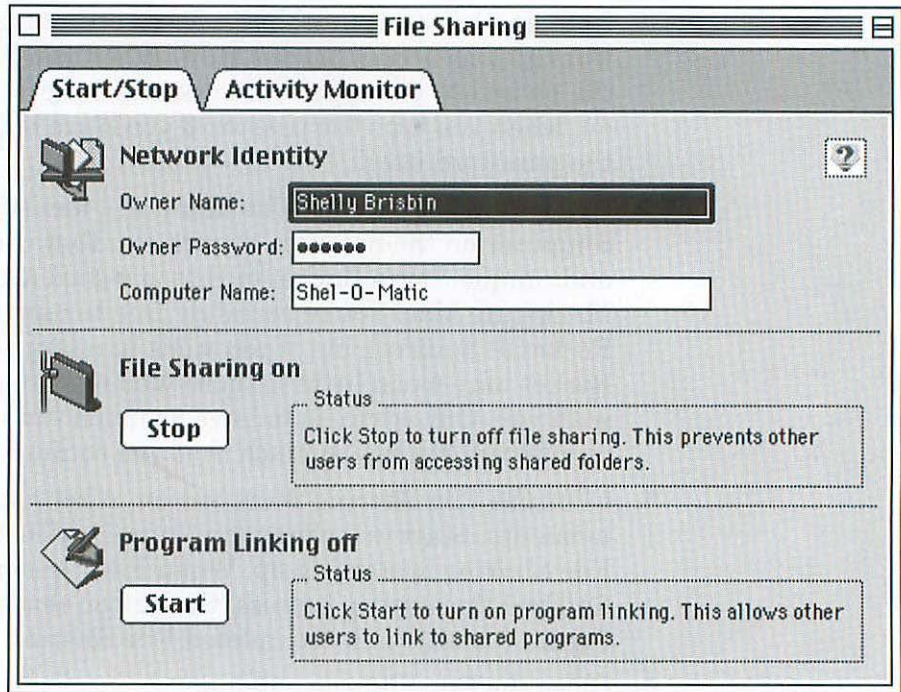 File Sharing
Start/Stop
Activity Monitor
Network Identity
?
Owner Name:
Shelly Brisbin
Owner Password:
●●●●●●
Computer Name:
Shel-O-Matic
File Sharing on
Stop
Status
Click Stop to turn off file sharing. This prevents other
users from accessing shared folders.
Program Linking off
Start
Status
Click Start to turn on program linking. This allows other
users to link to shared programs.